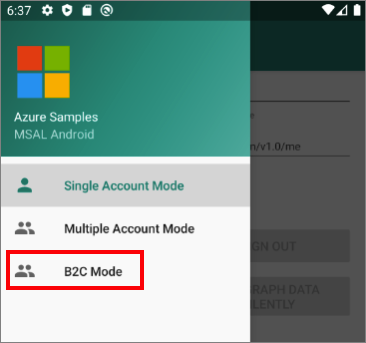 6:37
Azure Samples
MSAL Android
m/v1.0/me
Single Account Mode
Multiple Account Mode
GN OUT
B2C Mode
GRAPH DATA
LENTLY